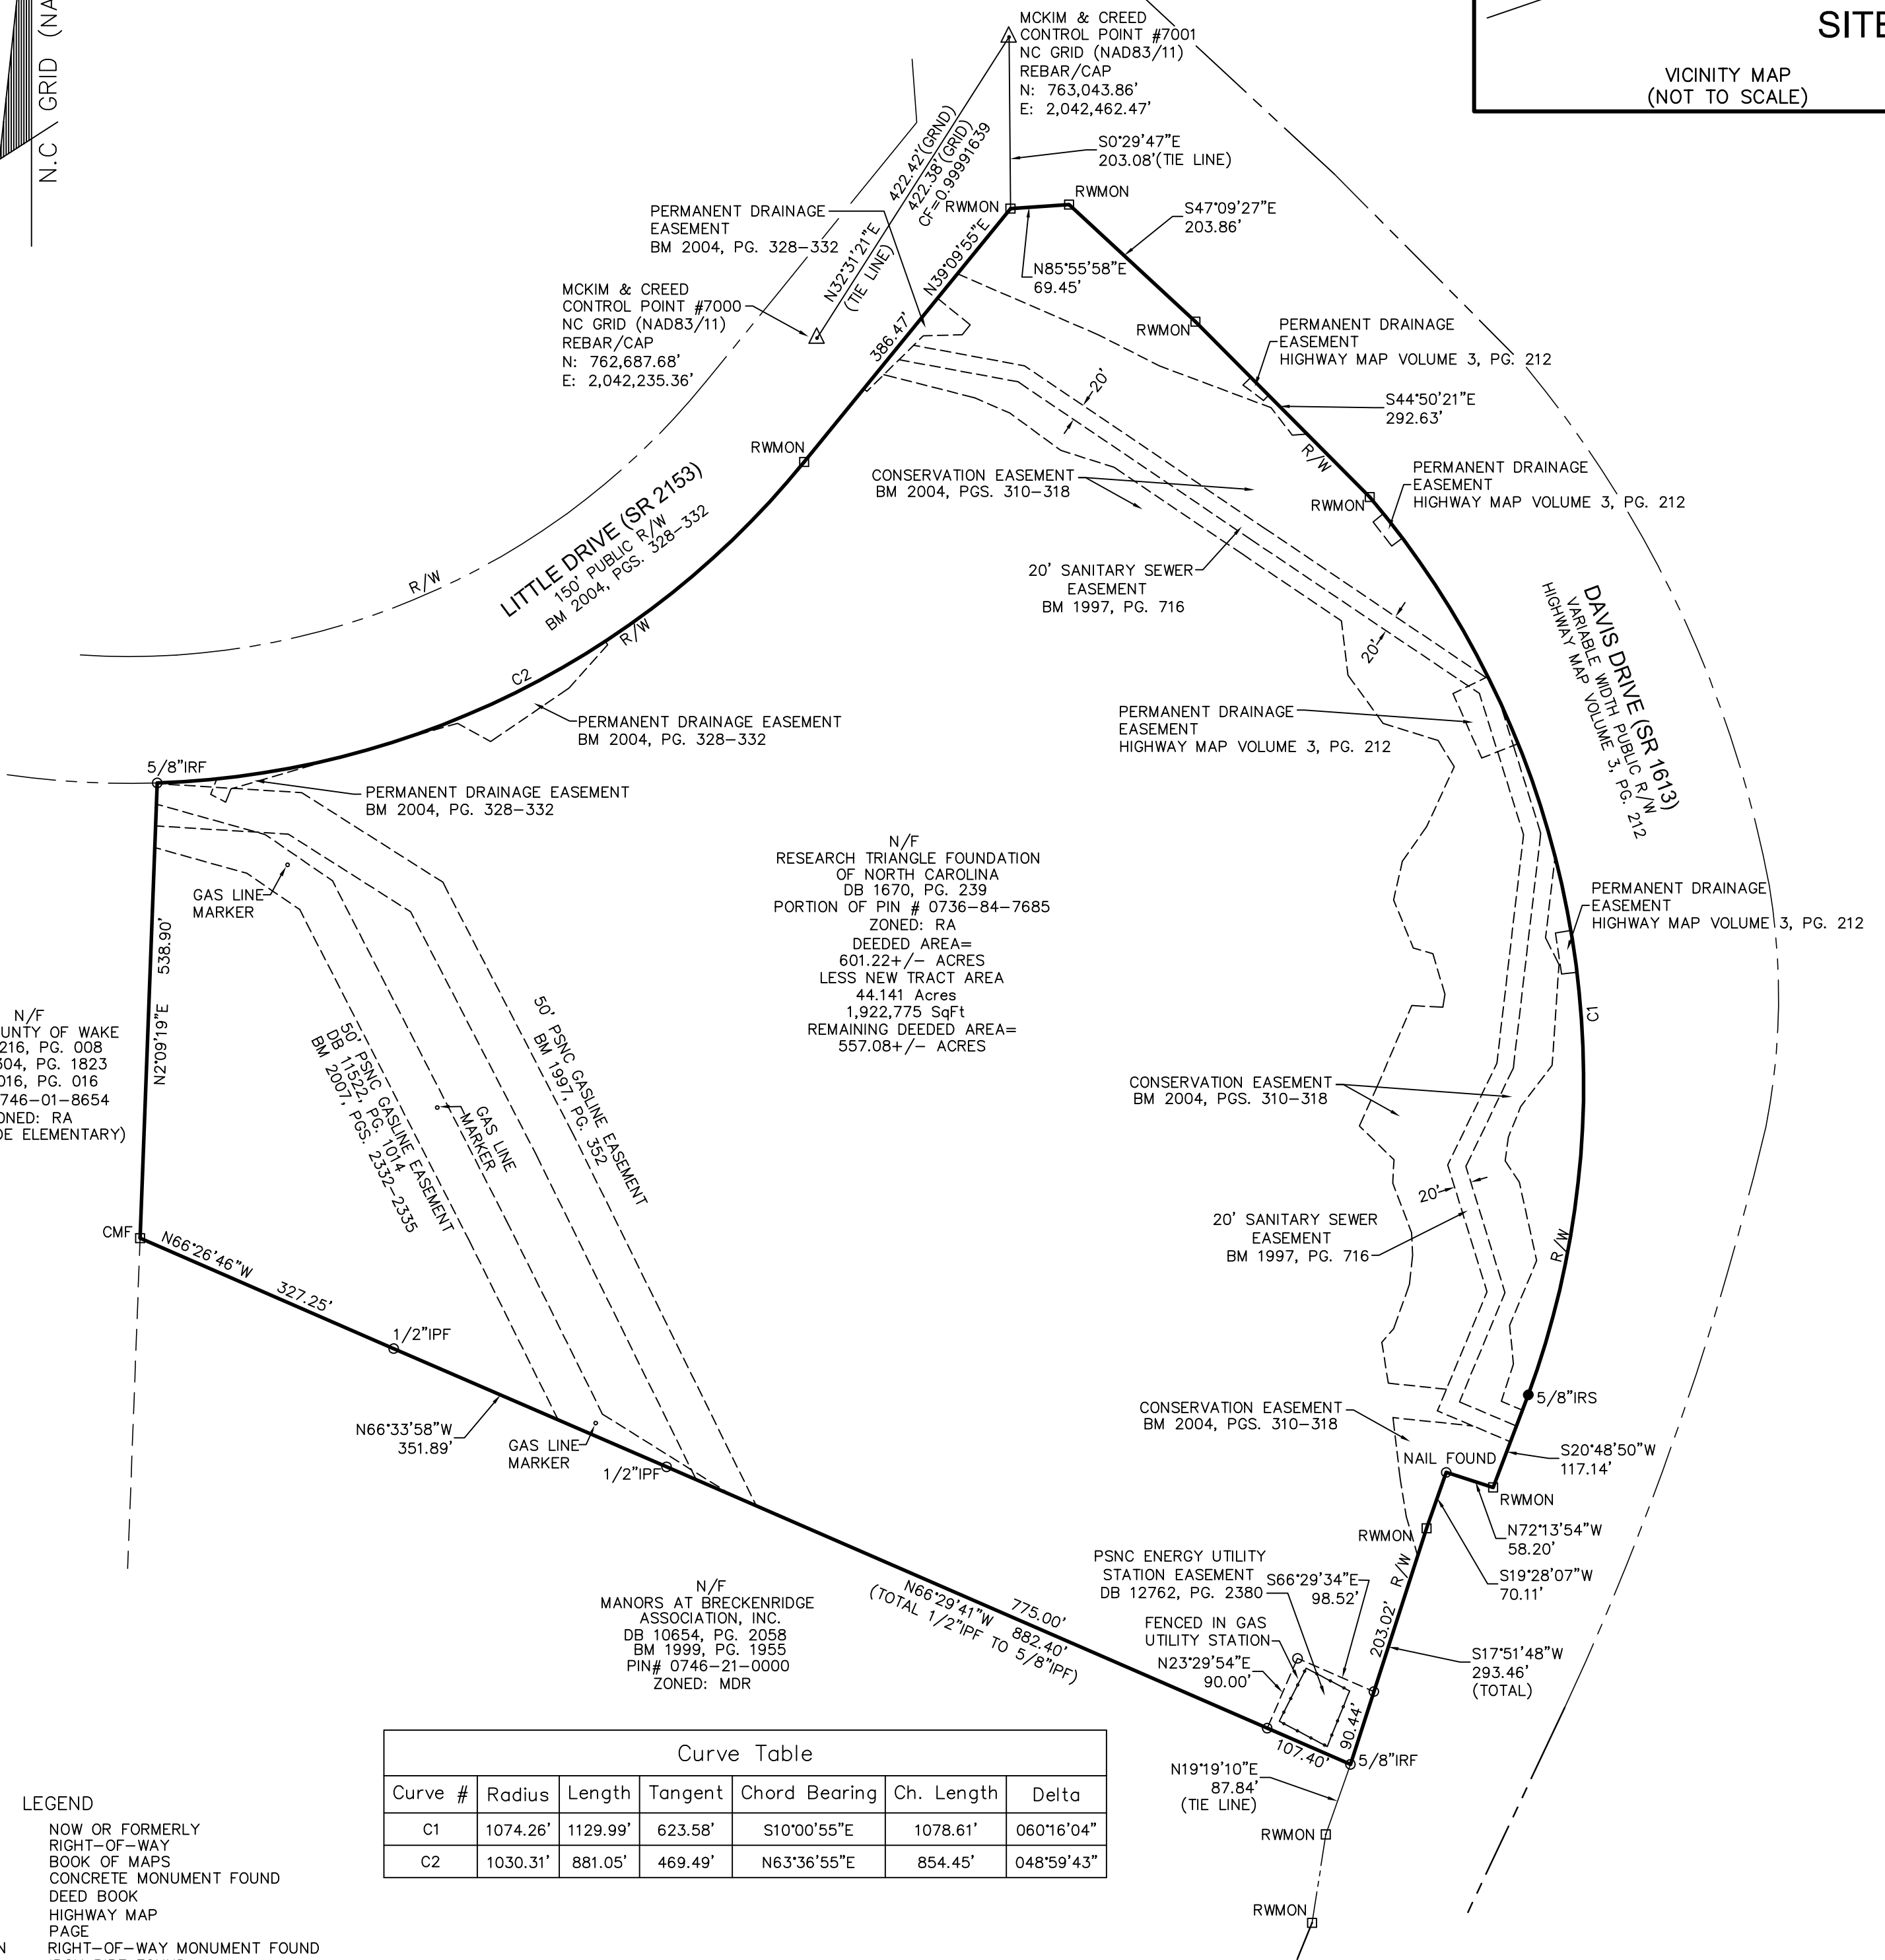 N.C GRID (NA
MCKIM & CREED
CONTROL POINT #7001
NC GRID (NAD83/11)
REBAR/CAP
N: 763,043.86'
E: 2,042,462.47'
SITE
VICINITY MAP
(NOT TO SCALE)
S0°29'47"E
203.08'(TIE LINE)
422.42'(GRND)
422.38'(GRID)
CF=0.99991639
N32°31'21"E
(TIE LINE)
PERMANENT DRAINAGE
EASEMENT
BM 2004, PG. 328-332
RWMON
RWMON
S47°09'27"E
203.86'
N85°55'58"E
69.45'
N39°09'55"E
386.47'
MCKIM & CREED
CONTROL POINT #7000
NC GRID (NAD83/11)
REBAR/CAP
N: 762,687.68'
E: 2,042,235.36'
RWMON
PERMANENT DRAINAGE
EASEMENT
HIGHWAY MAP VOLUME 3, PG. 212
20'
S44°50'21"E
292.63'
R/W
RWMON
CONSERVATION EASEMENT
BM 2004, PGS. 310-318
PERMANENT DRAINAGE
EASEMENT
HIGHWAY MAP VOLUME 3, PG. 212
RWMON
LITTLE DRIVE (SR 2153)
150' PUBLIC R/W
BM 2004, PGS. 328-332
R/W
R/W
C2
20' SANITARY SEWER
EASEMENT
BM 1997, PG. 716
20'
DAVIS DRIVE (SR 1613)
VARIABLE WIDTH PUBLIC R/W
HIGHWAY MAP VOLUME 3, PG. 212
PERMANENT DRAINAGE EASEMENT
BM 2004, PG. 328-332
PERMANENT DRAINAGE
EASEMENT
HIGHWAY MAP VOLUME 3, PG. 212
5/8"IRF
PERMANENT DRAINAGE EASEMENT
BM 2004, PG. 328-332
GAS LINE
MARKER
N/F
RESEARCH TRIANGLE FOUNDATION
OF NORTH CAROLINA
DB 1670, PG. 239
PORTION OF PIN # 0736-84-7685
ZONED: RA
DEEDED AREA=
601.22+/- ACRES
LESS NEW TRACT AREA
44.141 Acres
1,922,775 SqFt
REMAINING DEEDED AREA=
557.08+/- ACRES
PERMANENT DRAINAGE
EASEMENT
HIGHWAY MAP VOLUME 3, PG. 212
C1
N2°09'19"E
538.90'
N/F
UNTY OF WAKE
216, PG. 008
304, PG. 1823
016, PG. 016
746-01-8654
ONED: RA
DE ELEMENTARY)
50' PSNC GASLINE EASEMENT
DB 11522, PG. 1014
BM 2007, PGS. 2332-2335
GAS LINE
MARKER
50' PSNC GASLINE EASEMENT
BM 1997, PG. 352
CONSERVATION EASEMENT
BM 2004, PGS. 310-318
20'
20' SANITARY SEWER
EASEMENT
BM 1997, PG. 716
R/W
CMF
N66°26'46"W
327.25'
1/2"IPF
N66°33'58"W
351.89'
GAS LINE
MARKER
1/2"IPF
CONSERVATION EASEMENT
BM 2004, PGS. 310-318
5/8"IRS
NAIL FOUND
S20°48'50"W
117.14'
RWMON
RWMON
N72°13'54"W
58.20'
S19°28'07"W
70.11'
R/W
203.02'
S17°51'48"W
293.46'
(TOTAL)
PSNC ENERGY UTILITY
STATION EASEMENT
DB 12762, PG. 2380
S66°29'34"E
98.52'
FENCED IN GAS
UTILITY STATION
N23°29'54"E
90.00'
90.44'
N66°29'41"W 775.00'
882.40'
(TOTAL 1/2"IPF TO 5/8"IPF)
107.40'
5/8"IRF
N19°19'10"E
87.84'
(TIE LINE)
RWMON
RWMON
N/F
MANORS AT BRECKENRIDGE
ASSOCIATION, INC.
DB 10654, PG. 2058
BM 1999, PG. 1955
PIN# 0746-21-0000
ZONED: MDR
Curve Table
Curve # Radius Length Tangent Chord Bearing Ch. Length Delta
C1 1074.26' 1129.99' 623.58' S10°00'55"E 1078.61' 060°16'04"
C2 1030.31' 881.05' 469.49' N63°36'55"E 854.45' 048°59'43"
LEGEND
NOW OR FORMERLY
RIGHT-OF-WAY
BOOK OF MAPS
CONCRETE MONUMENT FOUND
DEED BOOK
HIGHWAY MAP
PAGE
N RIGHT-OF-WAY MONUMENT FOUND